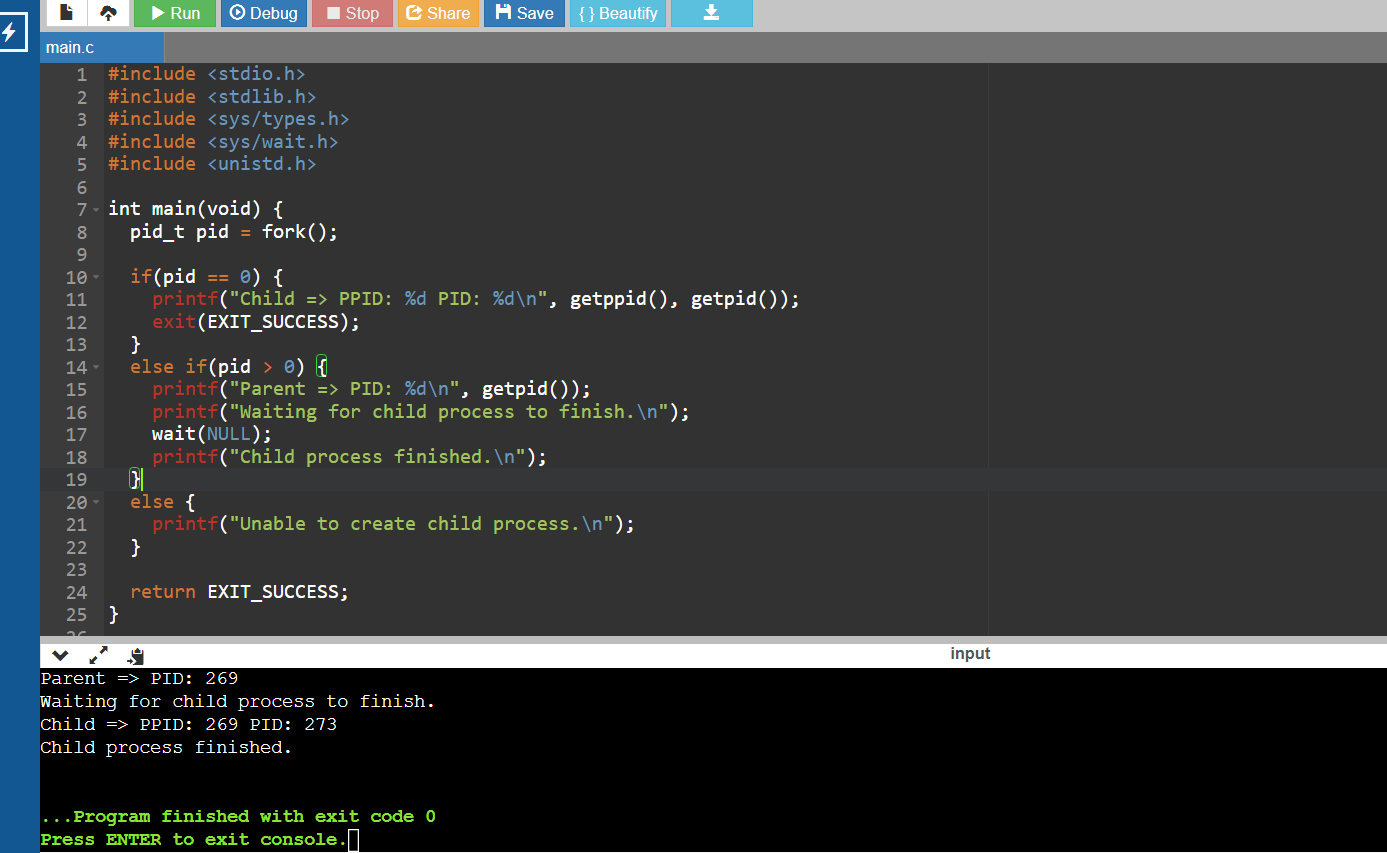 Run Debug Stop Share Save { } Beautify
main.c
1 #include <stdio.h>
2 #include <stdlib.h>
3 #include <sys/types.h>
4 #include <sys/wait.h>
5 #include <unistd.h>
6
7 int main(void) {
8   pid_t pid = fork();
9
10   if(pid == 0) {
11     printf("Child => PPID: %d PID: %d\n", getppid(), getpid());
12     exit(EXIT_SUCCESS);
13   }
14   else if(pid > 0) {
15     printf("Parent => PID: %d\n", getpid());
16     printf("Waiting for child process to finish.\n");
17     wait(NULL);
18     printf("Child process finished.\n");
19   }
20   else {
21     printf("Unable to create child process.\n");
22   }
23
24   return EXIT_SUCCESS;
25 }
26
input
Parent => PID: 269
Waiting for child process to finish.
Child => PPID: 269 PID: 273
Child process finished.
...Program finished with exit code 0
Press ENTER to exit console.